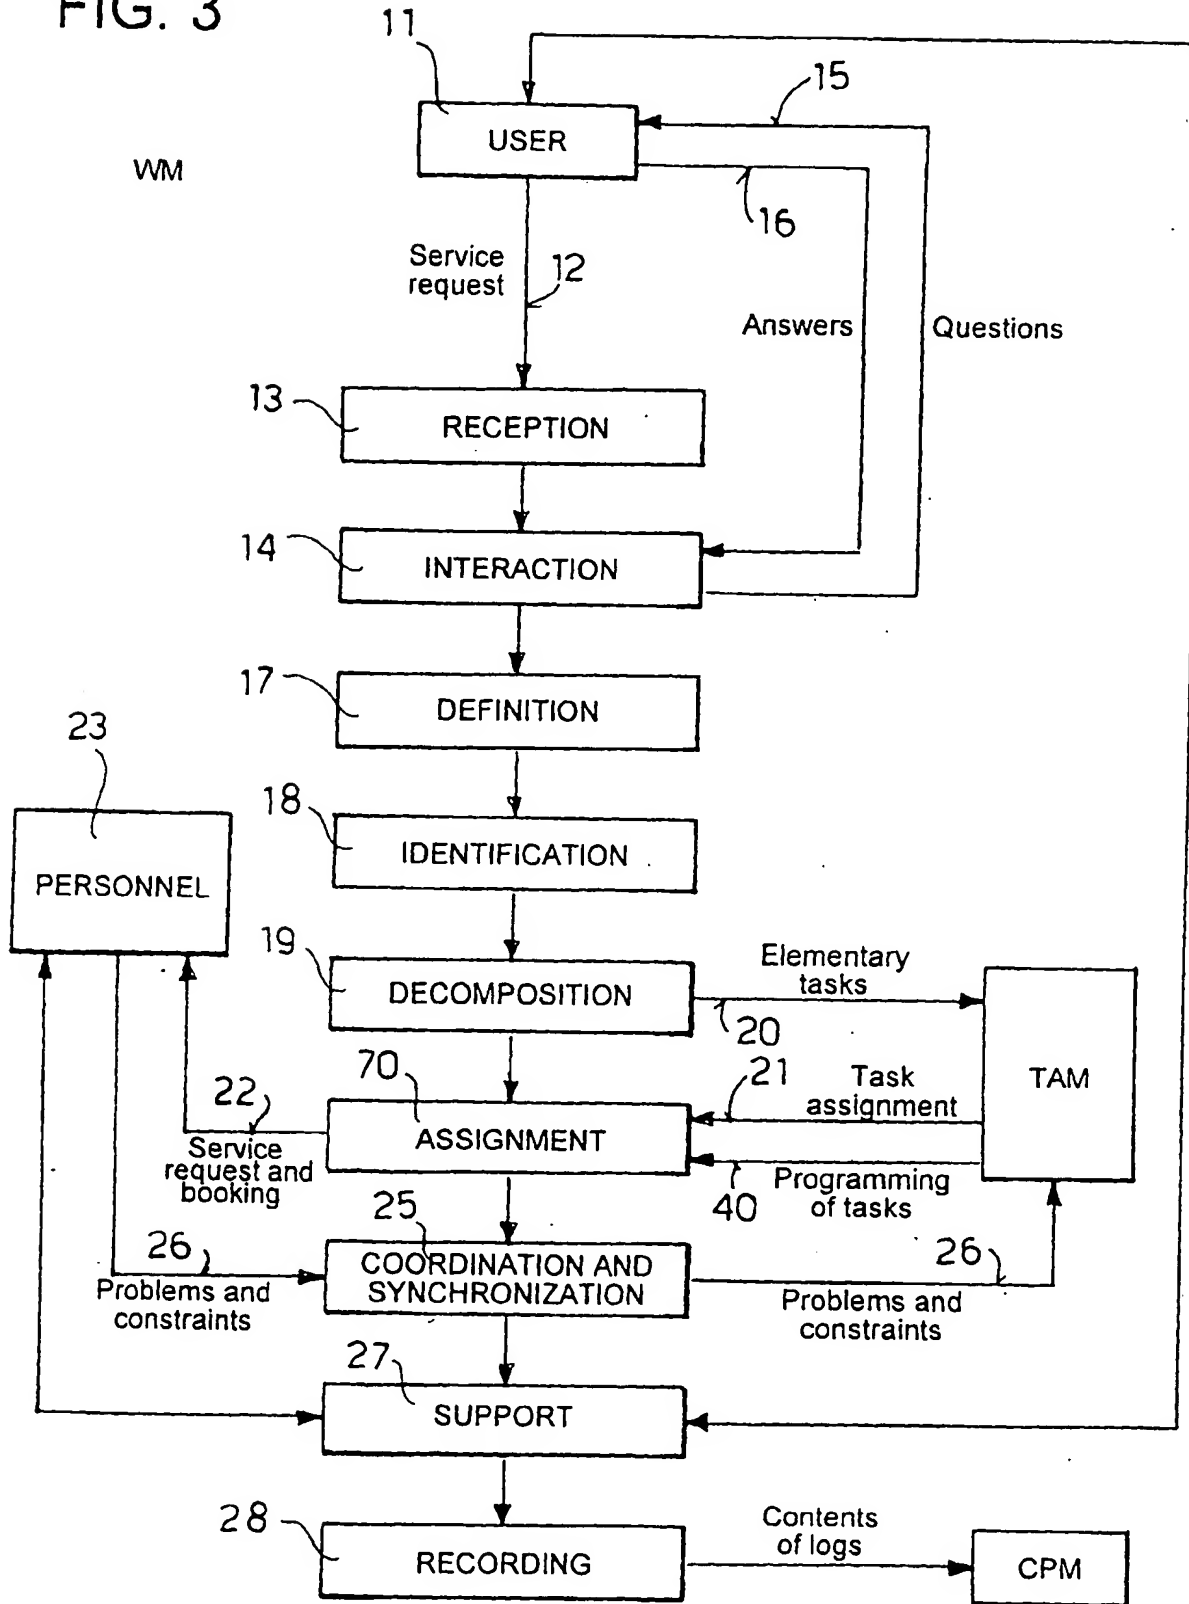 FIG. 3
11
15
USER
WM
16
Service
request
12
Answers
Questions
13
RECEPTION
14
INTERACTION
17
DEFINITION
23
18
IDENTIFICATION
PERSONNEL
19
DECOMPOSITION
Elementary
tasks
20
TAM
70
ASSIGNMENT
21
Task
assignment
22
Service
request and
booking
40
Programming
of tasks
25
COORDINATION AND
SYNCHRONIZATION
26
Problems and
constraints
26
Problems and
constraints
27
SUPPORT
28
RECORDING
Contents
of logs
CPM